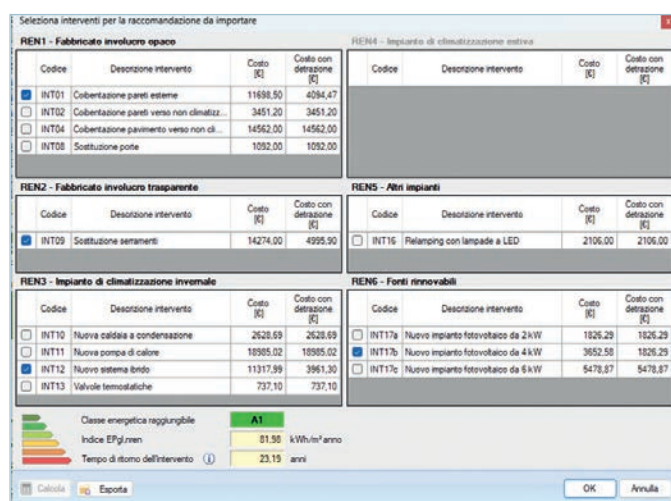 Seleziona interventi per la raccomandazione da importare
REN1 - Fabbricato involucro opaco
Codice Descrizione intervento Costo [€] Costo con detrazione [€]
INT01 Coibentazione pareti esterne 11698,50 4094,47
INT02 Coibentazione pareti verso non climatizz... 3451,20 3451,20
INT04 Coibentazione pavimento verso non cli... 14562,00 14562,00
INT08 Sostituzione porte 1092,00 1092,00
REN2 - Fabbricato involucro trasparente
Codice Descrizione intervento Costo [€] Costo con detrazione [€]
INT09 Sostituzione serramenti 14274,00 4995,90
REN3 - Impianto di climatizzazione invernale
Codice Descrizione intervento Costo [€] Costo con detrazione [€]
INT10 Nuova caldaia a condensazione 2628,69 2628,69
INT11 Nuova pompa di calore 18985,02 18985,02
INT12 Nuovo sistema ibrido 11317,99 3961,30
INT13 Valvole termostatiche 737,10 737,10
REN4 - Impianto di climatizzazione estiva
Codice Descrizione intervento Costo [€] Costo con detrazione [€]
REN5 - Altri impianti
Codice Descrizione intervento Costo [€] Costo con detrazione [€]
INT16 Relamping con lampade a LED 2106,00 2106,00
REN6 - Fonti rinnovabili
Codice Descrizione intervento Costo [€] Costo con detrazione [€]
INT17a Nuovo impianto fotovoltaico da 2 kW 1826,29 1826,29
INT17b Nuovo impianto fotovoltaico da 4 kW 3652,58 1826,29
INT17c Nuovo impianto fotovoltaico da 6 kW 5478,87 5478,87
Classe energetica raggiungibile A1
Indice EPgl,nren 81,98 kWh/m² anno
Tempo di ritorno dell'intervento 23,19 anni
Calcola Esporta OK Annulla